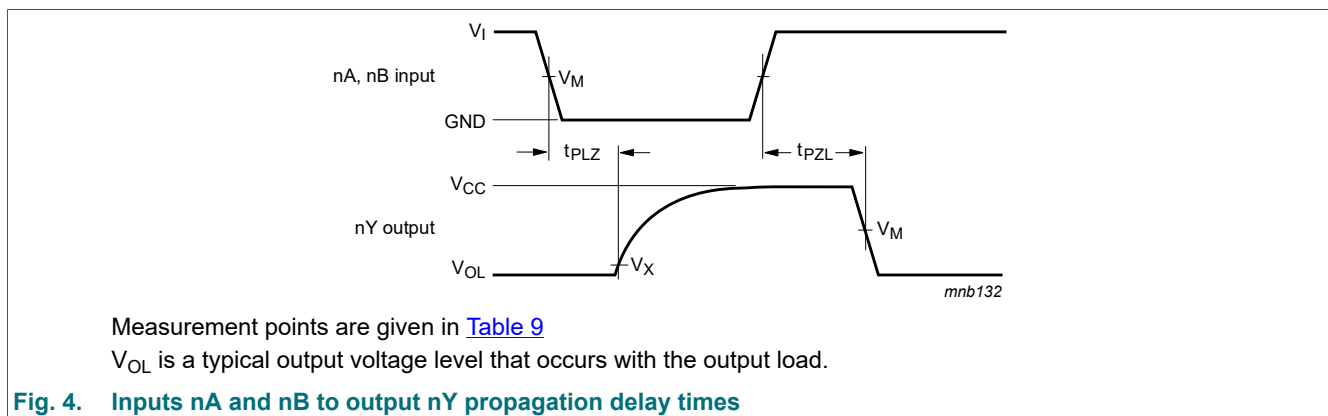 V_I
nA, nB input
V_M
GND
t_PLZ
t_PZL
V_CC
nY output
V_M
V_OL
V_X
mnb132
Measurement points are given in Table 9
V_OL is a typical output voltage level that occurs with the output load.
Fig. 4. Inputs nA and nB to output nY propagation delay times